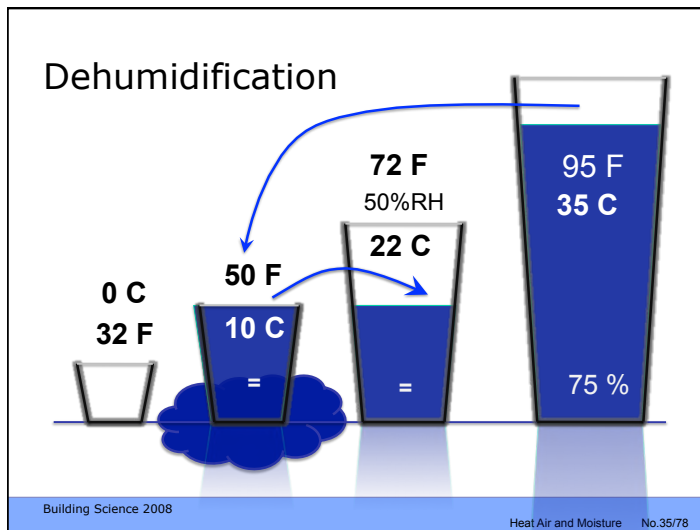 Dehumidification
0 C
32 F
50 F
10 C
=
72 F
50%RH
22 C
=
95 F
35 C
75 %
Building Science 2008
Heat Air and Moisture No.35/78